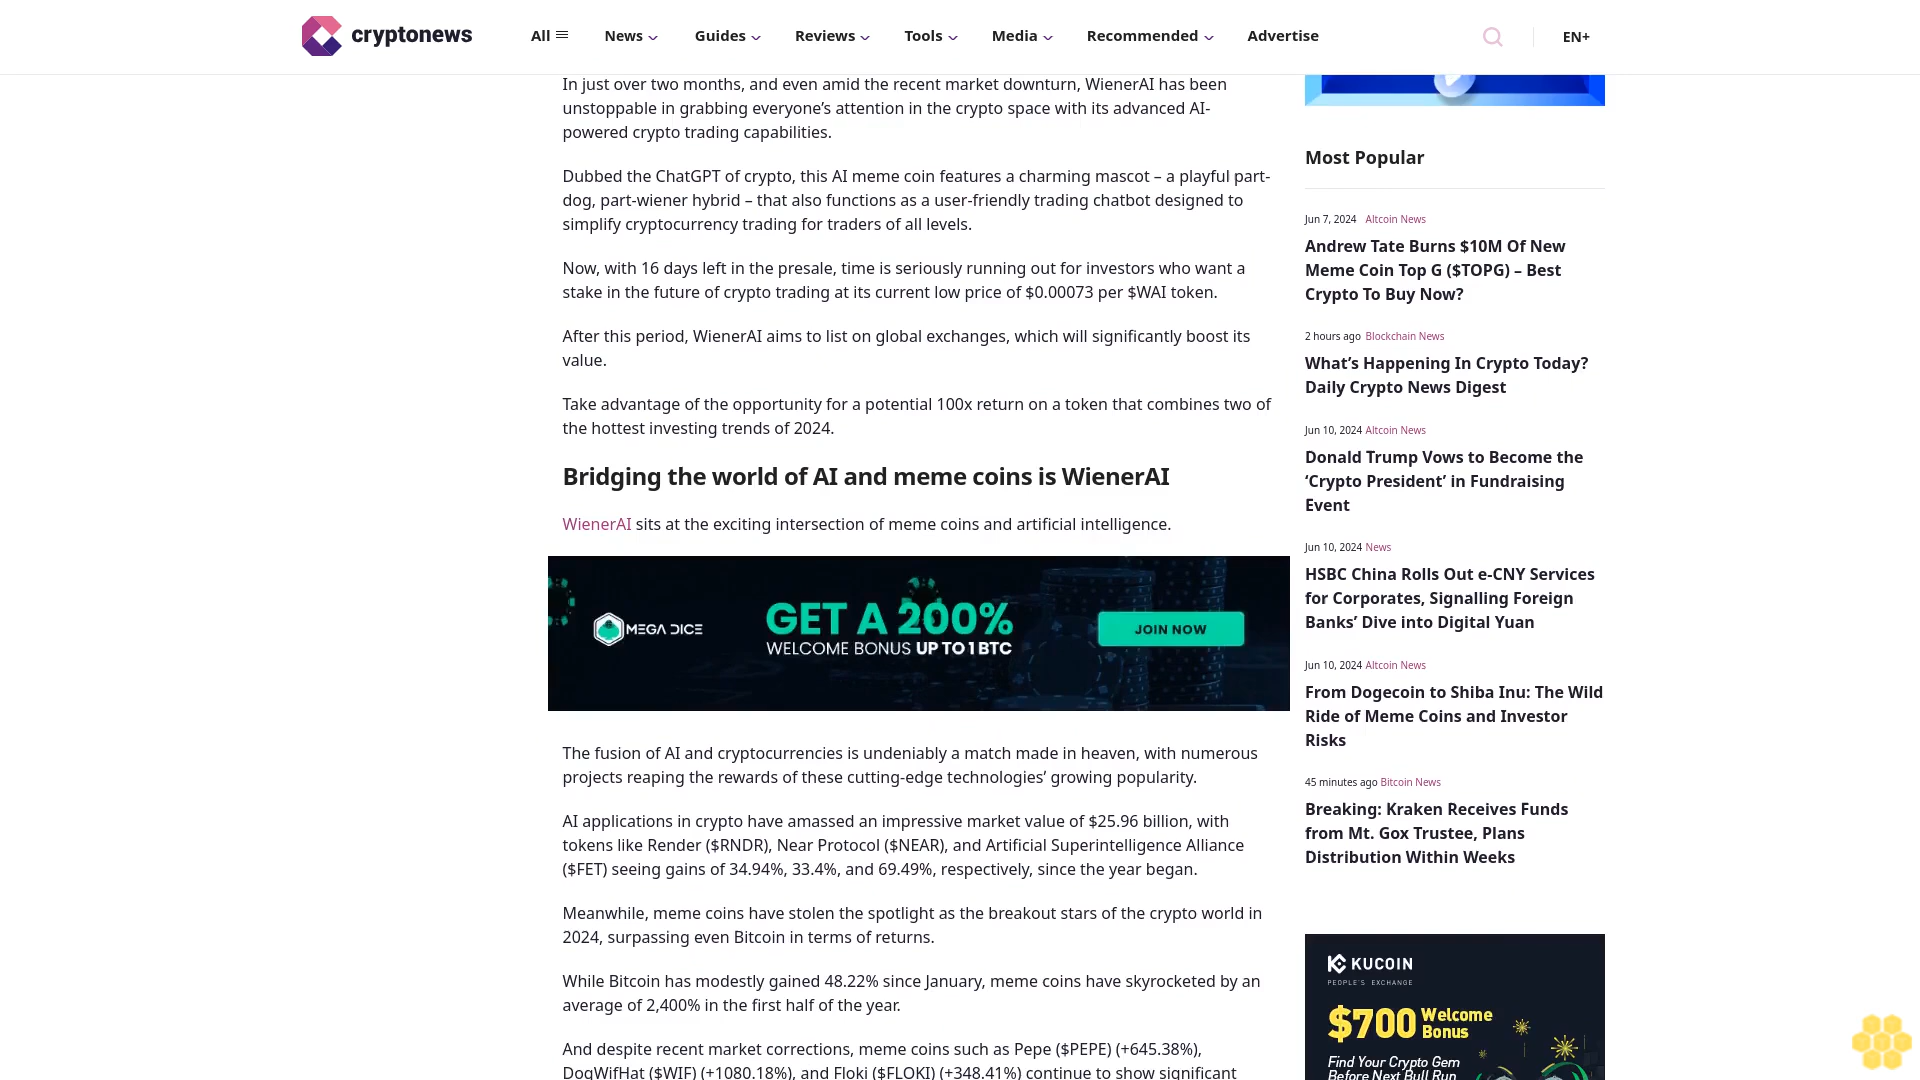 cryptonews
All
News
Guides
Reviews
Tools
Media
Recommended
Advertise
EN+
In just over two months, and even amid the recent market downturn, WienerAI has been
unstoppable in grabbing everyone’s attention in the crypto space with its advanced AI-
powered crypto trading capabilities.
Dubbed the ChatGPT of crypto, this AI meme coin features a charming mascot – a playful part-
dog, part-wiener hybrid – that also functions as a user-friendly trading chatbot designed to
simplify cryptocurrency trading for traders of all levels.
Now, with 16 days left in the presale, time is seriously running out for investors who want a
stake in the future of crypto trading at its current low price of $0.00073 per $WAI token.
After this period, WienerAI aims to list on global exchanges, which will significantly boost its
value.
Take advantage of the opportunity for a potential 100x return on a token that combines two of
the hottest investing trends of 2024.
Bridging the world of AI and meme coins is WienerAI
WienerAI sits at the exciting intersection of meme coins and artificial intelligence.
MEGA DICE
GET A 200%
WELCOME BONUS UP TO 1 BTC
JOIN NOW
The fusion of AI and cryptocurrencies is undeniably a match made in heaven, with numerous
projects reaping the rewards of these cutting-edge technologies’ growing popularity.
AI applications in crypto have amassed an impressive market value of $25.96 billion, with
tokens like Render ($RNDR), Near Protocol ($NEAR), and Artificial Superintelligence Alliance
($FET) seeing gains of 34.94%, 33.4%, and 69.49%, respectively, since the year began.
Meanwhile, meme coins have stolen the spotlight as the breakout stars of the crypto world in
2024, surpassing even Bitcoin in terms of returns.
While Bitcoin has modestly gained 48.22% since January, meme coins have skyrocketed by an
average of 2,400% in the first half of the year.
And despite recent market corrections, meme coins such as Pepe ($PEPE) (+645.38%),
DogWifHat ($WIF) (+1080.18%), and Floki ($FLOKI) (+348.41%) continue to show significant
Most Popular
Jun 7, 2024 Altcoin News
Andrew Tate Burns $10M Of New
Meme Coin Top G ($TOPG) – Best
Crypto To Buy Now?
2 hours ago Blockchain News
What’s Happening In Crypto Today?
Daily Crypto News Digest
Jun 10, 2024 Altcoin News
Donald Trump Vows to Become the
‘Crypto President’ in Fundraising
Event
Jun 10, 2024 News
HSBC China Rolls Out e-CNY Services
for Corporates, Signalling Foreign
Banks’ Dive into Digital Yuan
Jun 10, 2024 Altcoin News
From Dogecoin to Shiba Inu: The Wild
Ride of Meme Coins and Investor
Risks
45 minutes ago Bitcoin News
Breaking: Kraken Receives Funds
from Mt. Gox Trustee, Plans
Distribution Within Weeks
KUCOIN
PEOPLE'S EXCHANGE
$700 Welcome
Bonus
Find Your Crypto Gem
Before Next Bull Run